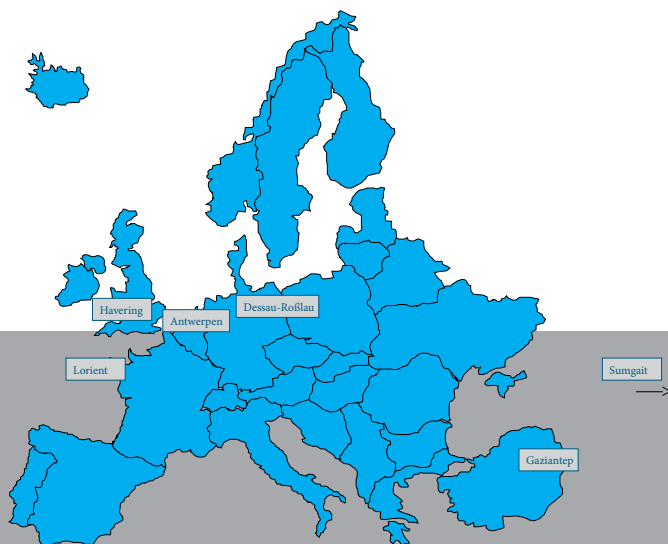 Dessau-Roßlau
Havering
Antwerpen
Lorient
Sumgait
Gaziantep